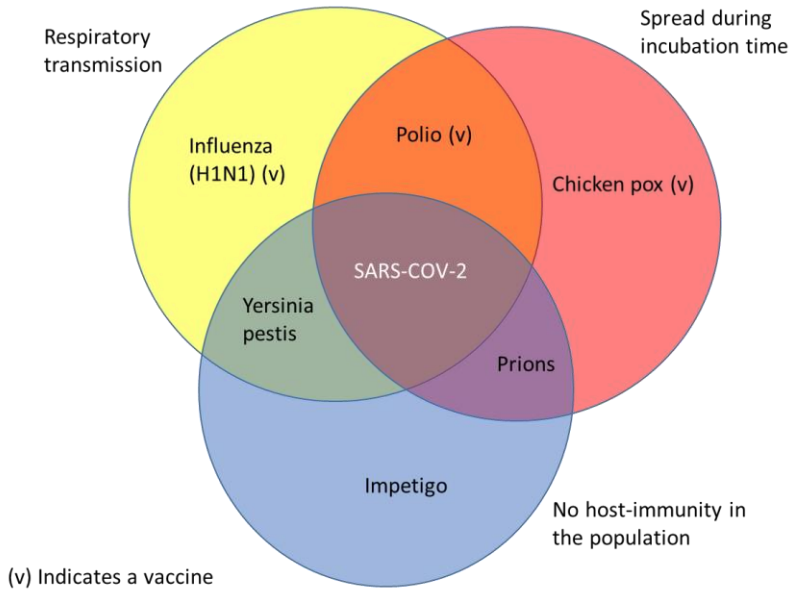 Spread during
incubation time
Respiratory
transmission
Polio (v)
Influenza
(H1N1) (v)
Chicken pox (v)
SARS-COV-2
Yersinia
pestis
Prions
Impetigo
No host-immunity in
the population
(v) Indicates a vaccine